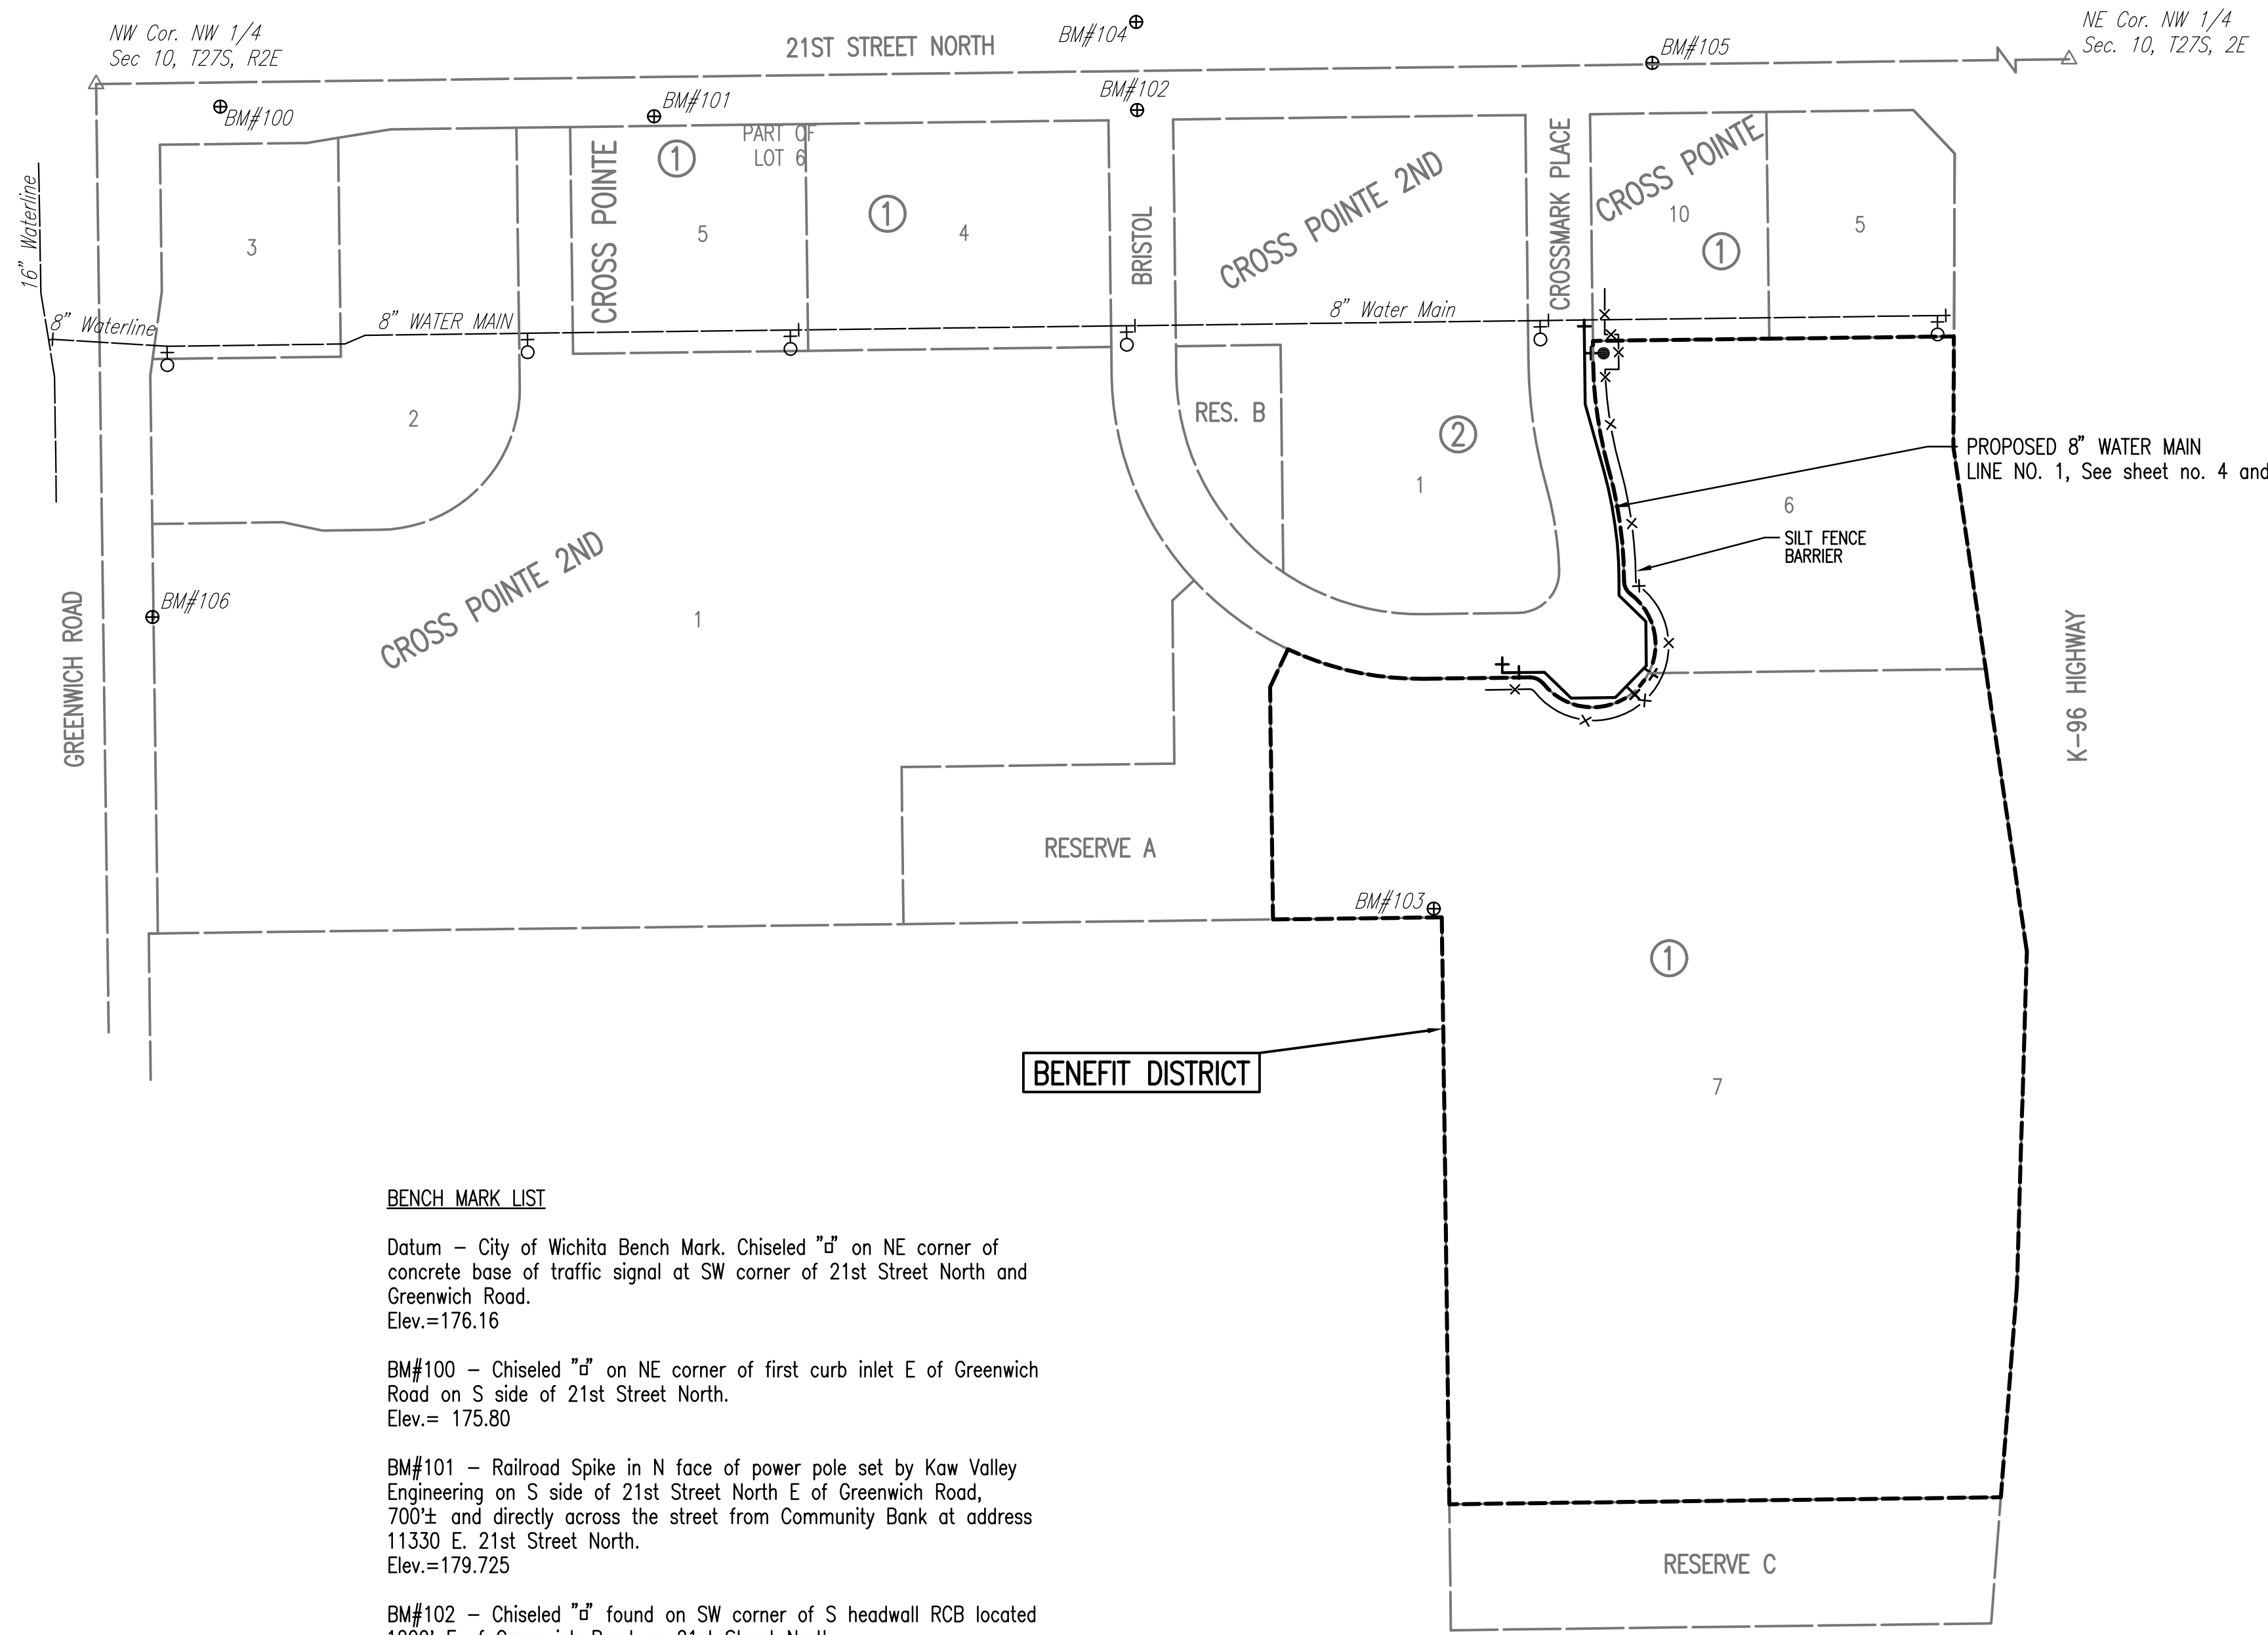 NW Cor. NW 1/4
Sec 10, T27S, R2E
21ST STREET NORTH
BM#104
BM#105
NE Cor. NW 1/4
Sec. 10, T27S, 2E
BM#100
BM#101
BM#102
PART OF
LOT 6
16" Waterline
3
CROSS POINTE
1
5
1
4
BRISTOL
CROSS POINTE 2ND
CROSSMARK PLACE
CROSS POINTE
10
1
5
8" Waterline
8" WATER MAIN
8" Water Main
2
RES. B
2
1
PROPOSED 8" WATER MAIN
LINE NO. 1, See sheet no. 4 and
6
SILT FENCE
BARRIER
GREENWICH ROAD
BM#106
CROSS POINTE 2ND
1
K-96 HIGHWAY
RESERVE A
BM#103
1
BENEFIT DISTRICT
7
RESERVE C
BENCH MARK LIST
Datum – City of Wichita Bench Mark. Chiseled "□" on NE corner of
concrete base of traffic signal at SW corner of 21st Street North and
Greenwich Road.
Elev.=176.16
BM#100 – Chiseled "□" on NE corner of first curb inlet E of Greenwich
Road on S side of 21st Street North.
Elev.= 175.80
BM#101 – Railroad Spike in N face of power pole set by Kaw Valley
Engineering on S side of 21st Street North E of Greenwich Road,
700'± and directly across the street from Community Bank at address
11330 E. 21st Street North.
Elev.=179.725
BM#102 – Chiseled "□" found on SW corner of S headwall RCB located